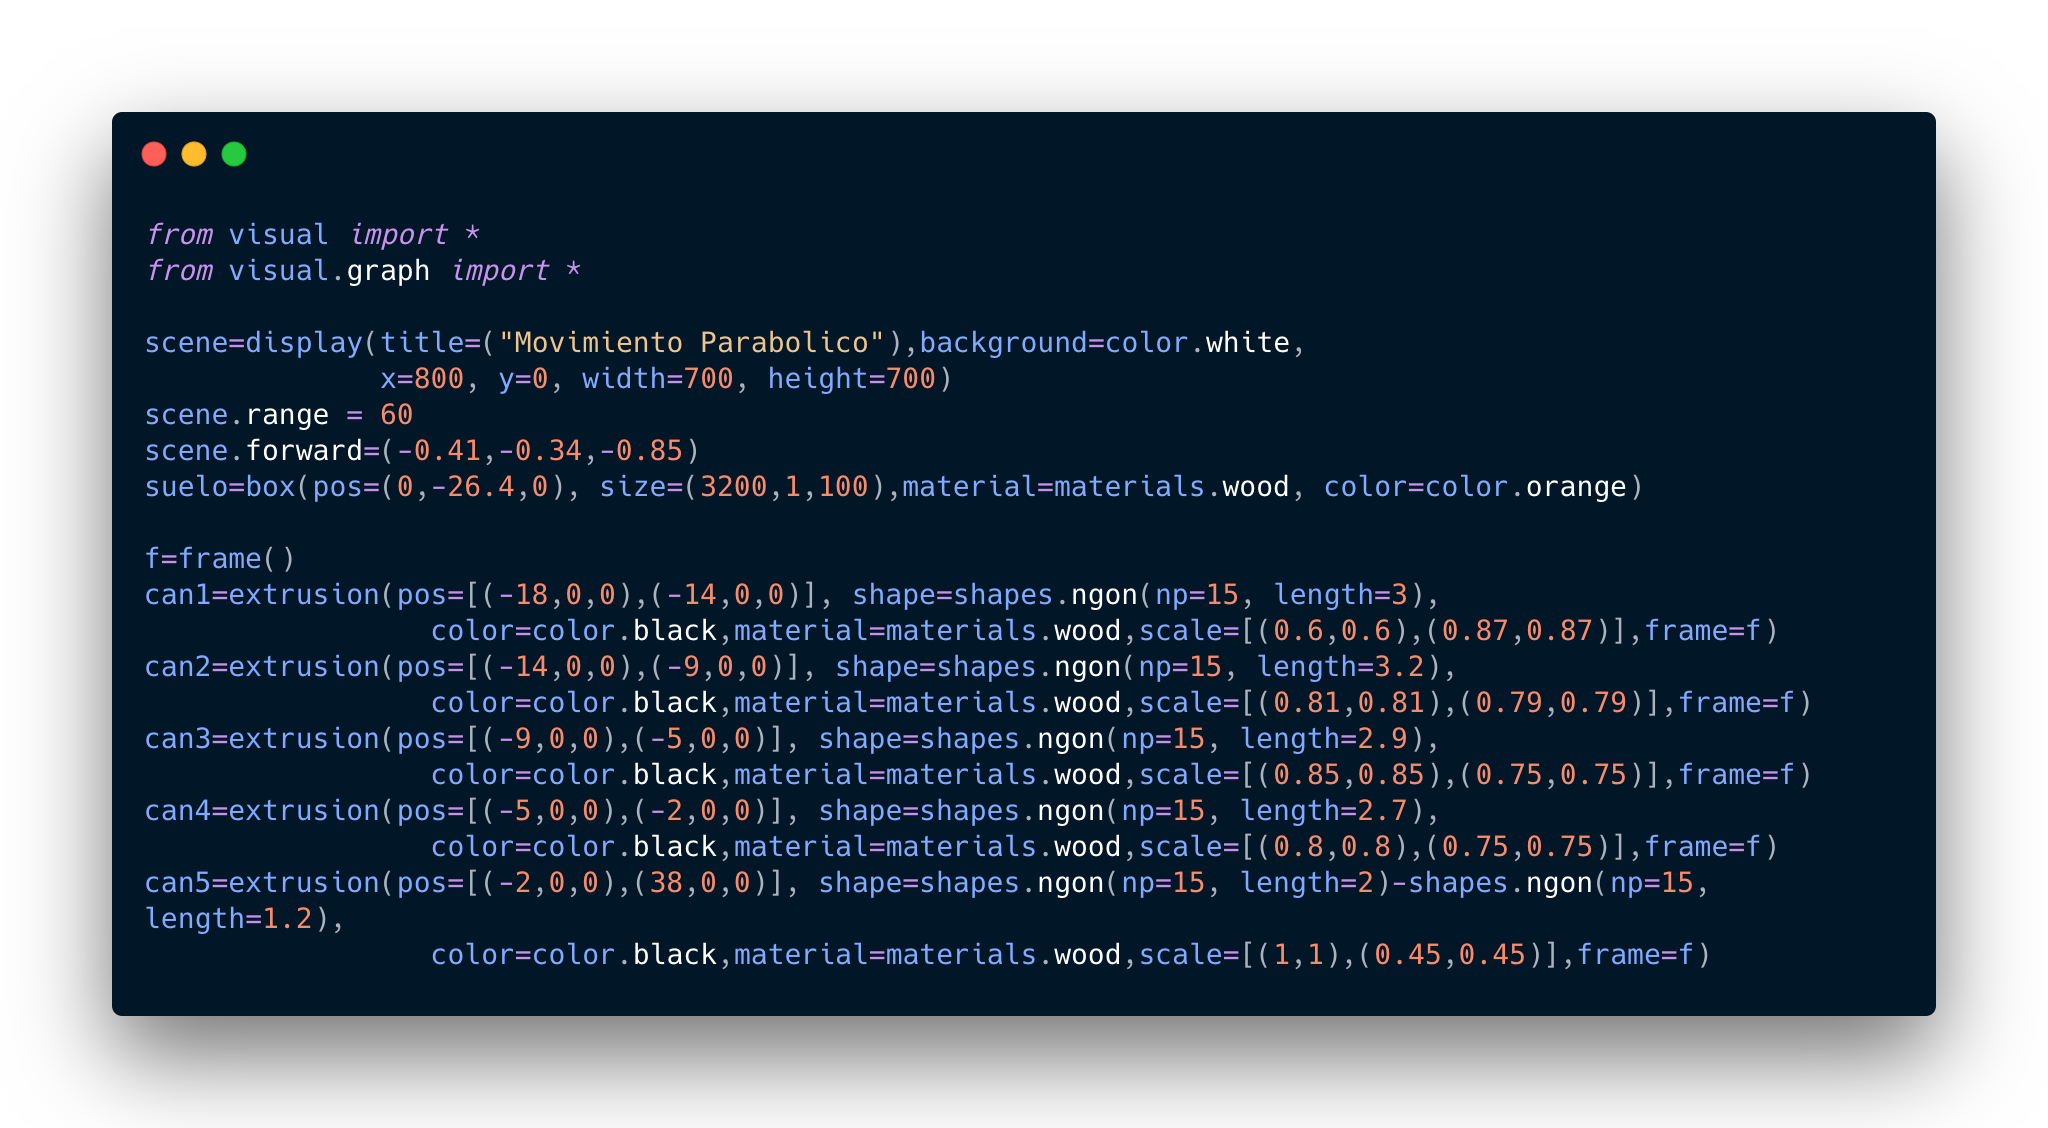 from visual import *
from visual.graph import *

scene=display(title=("Movimiento Parabolico"),background=color.white,
              x=800, y=0, width=700, height=700)
scene.range = 60
scene.forward=(-0.41,-0.34,-0.85)
suelo=box(pos=(0,-26.4,0), size=(3200,1,100),material=materials.wood, color=color.orange)

f=frame()
can1=extrusion(pos=[(-18,0,0),(-14,0,0)], shape=shapes.ngon(np=15, length=3),
                 color=color.black,material=materials.wood,scale=[(0.6,0.6),(0.87,0.87)],frame=f)
can2=extrusion(pos=[(-14,0,0),(-9,0,0)], shape=shapes.ngon(np=15, length=3.2),
                 color=color.black,material=materials.wood,scale=[(0.81,0.81),(0.79,0.79)],frame=f)
can3=extrusion(pos=[(-9,0,0),(-5,0,0)], shape=shapes.ngon(np=15, length=2.9),
                 color=color.black,material=materials.wood,scale=[(0.85,0.85),(0.75,0.75)],frame=f)
can4=extrusion(pos=[(-5,0,0),(-2,0,0)], shape=shapes.ngon(np=15, length=2.7),
                 color=color.black,material=materials.wood,scale=[(0.8,0.8),(0.75,0.75)],frame=f)
can5=extrusion(pos=[(-2,0,0),(38,0,0)], shape=shapes.ngon(np=15, length=2)-shapes.ngon(np=15,
length=1.2),
                 color=color.black,material=materials.wood,scale=[(1,1),(0.45,0.45)],frame=f)